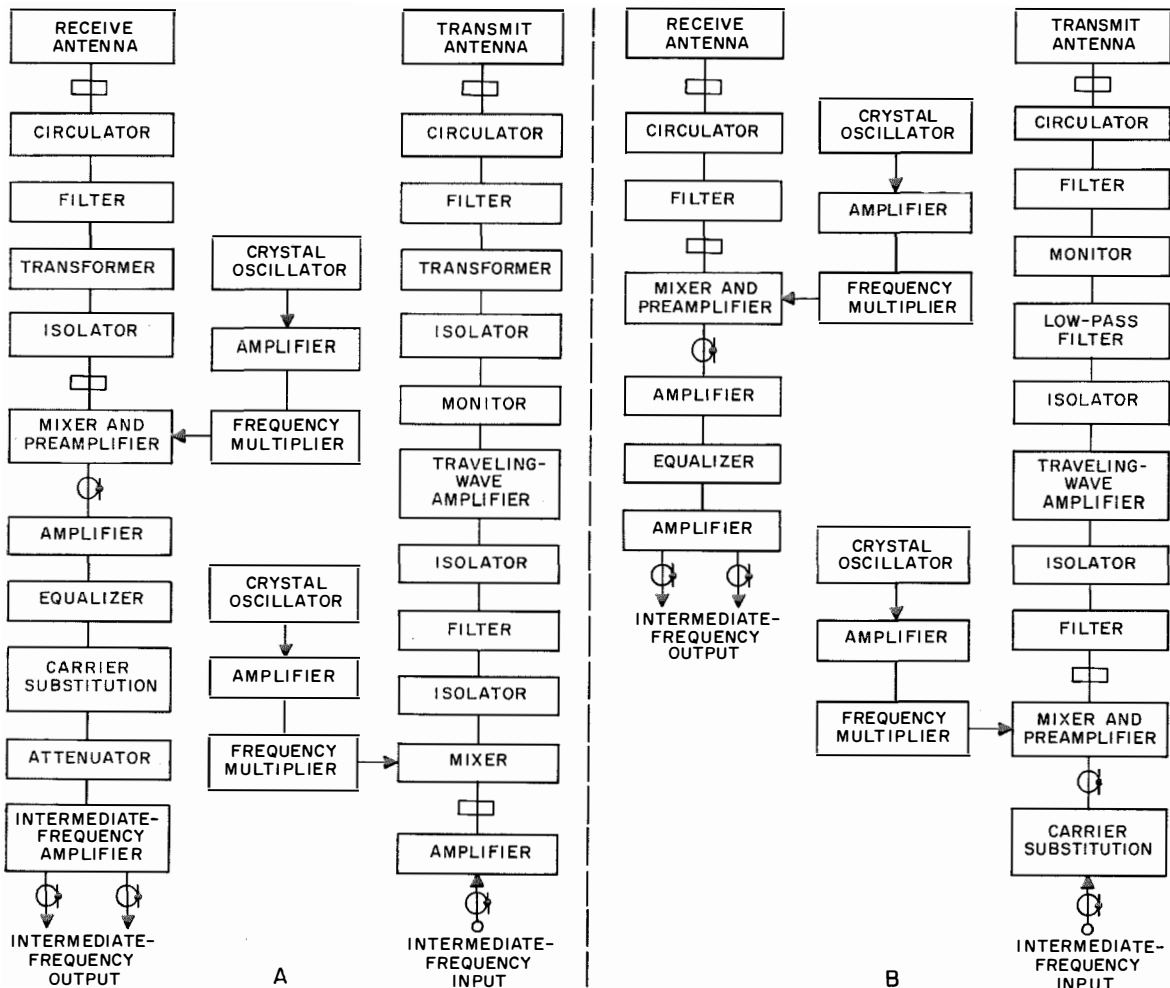 RECEIVE
ANTENNA
CIRCULATOR
FILTER
TRANSFORMER
ISOLATOR
MIXER AND
PREAMPLIFIER
AMPLIFIER
EQUALIZER
CARRIER
SUBSTITUTION
ATTENUATOR
INTERMEDIATE-
FREQUENCY
AMPLIFIER
INTERMEDIATE-
FREQUENCY
OUTPUT
CRYSTAL
OSCILLATOR
AMPLIFIER
FREQUENCY
MULTIPLIER
CRYSTAL
OSCILLATOR
AMPLIFIER
FREQUENCY
MULTIPLIER
TRANSMIT
ANTENNA
CIRCULATOR
FILTER
TRANSFORMER
ISOLATOR
MONITOR
TRAVELING-
WAVE
AMPLIFIER
ISOLATOR
FILTER
ISOLATOR
MIXER
AMPLIFIER
INTERMEDIATE-
FREQUENCY
INPUT
A
RECEIVE
ANTENNA
CIRCULATOR
FILTER
MIXER AND
PREAMPLIFIER
AMPLIFIER
EQUALIZER
AMPLIFIER
INTERMEDIATE-
FREQUENCY
OUTPUT
CRYSTAL
OSCILLATOR
AMPLIFIER
FREQUENCY
MULTIPLIER
CRYSTAL
OSCILLATOR
AMPLIFIER
FREQUENCY
MULTIPLIER
TRANSMIT
ANTENNA
CIRCULATOR
FILTER
MONITOR
LOW-PASS
FILTER
ISOLATOR
TRAVELING-
WAVE
AMPLIFIER
ISOLATOR
FILTER
MIXER AND
PREAMPLIFIER
CARRIER
SUBSTITUTION
INTERMEDIATE-
FREQUENCY
INPUT
B